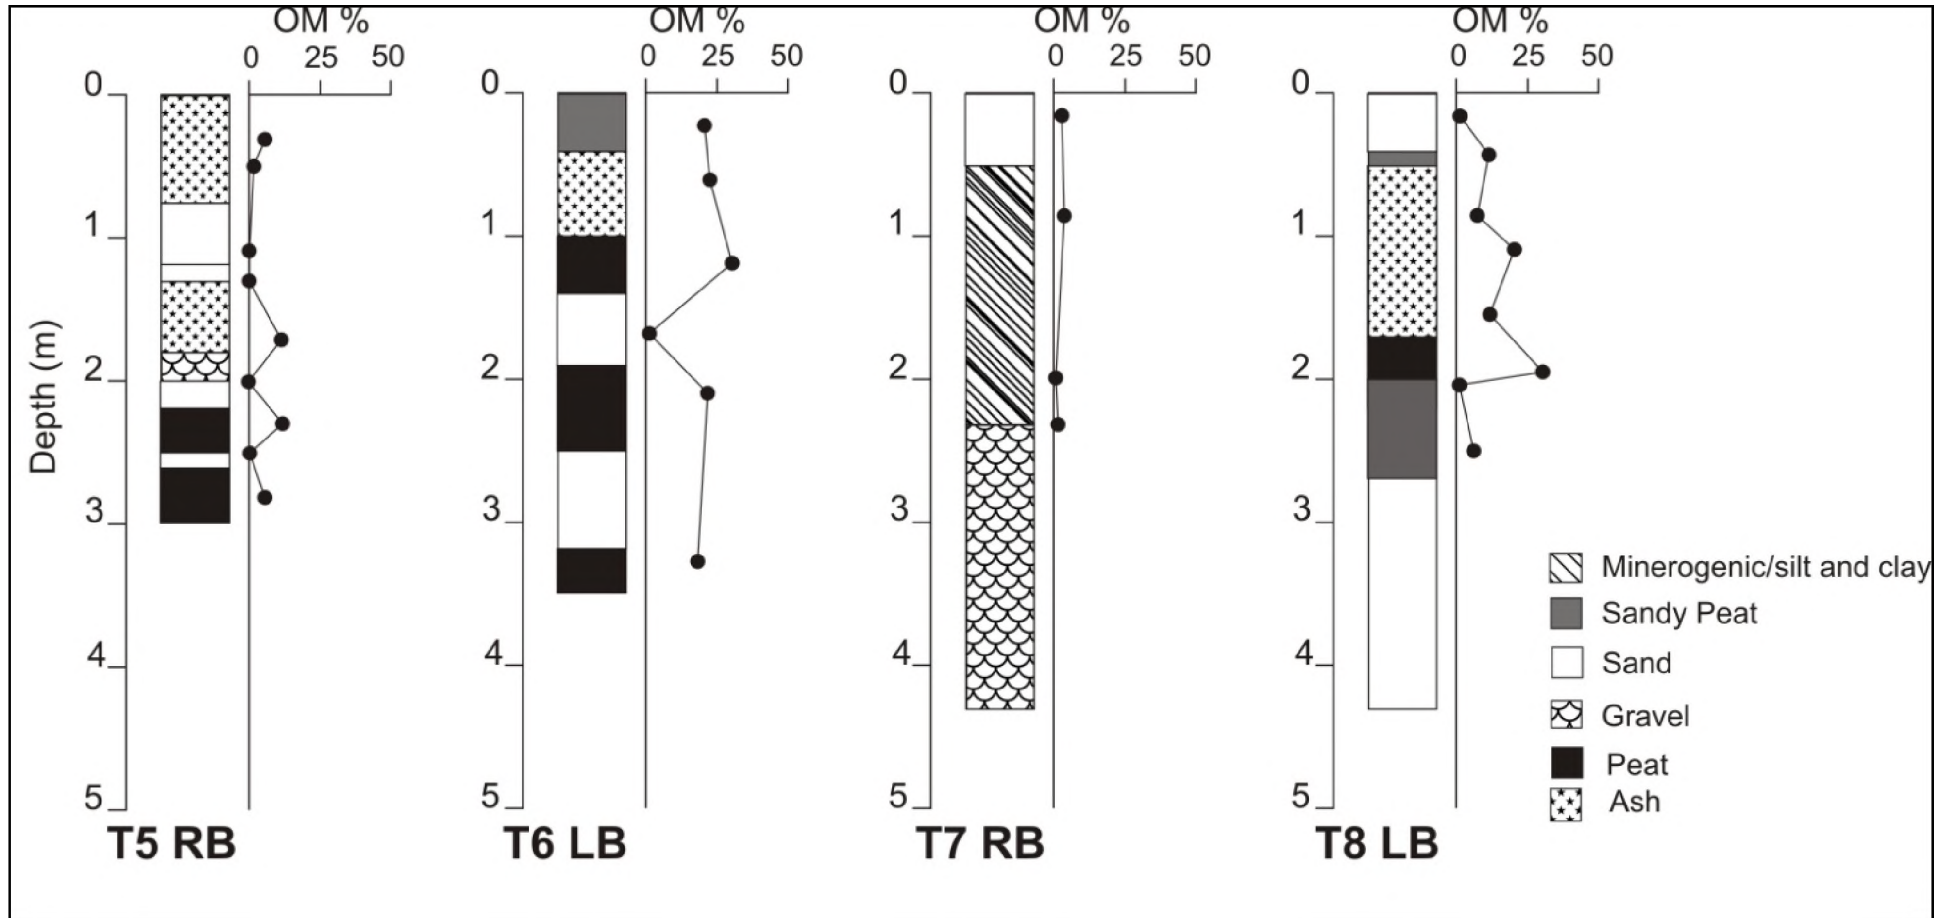 OM % OM % OM % OM %
0 25 50 0 25 50 0 25 50 0 25 50
0 0 0 0
1 1 1 1
2 2 2 2
Depth (m)
3 3 3 3
Minerogenic/silt and clay
Sandy Peat
4 4 4 4
Sand
Gravel
Peat
5 5 5 5
Ash
T5 RB T6 LB T7 RB T8 LB